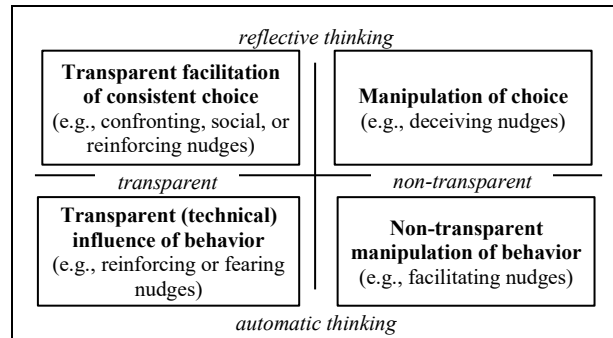 reflective thinking
Transparent facilitation
of consistent choice
(e.g., confronting, social, or
reinforcing nudges)
Manipulation of choice
(e.g., deceiving nudges)
transparent
non-transparent
Transparent (technical)
influence of behavior
(e.g., reinforcing or fearing
nudges)
Non-transparent
manipulation of behavior
(e.g., facilitating nudges)
automatic thinking